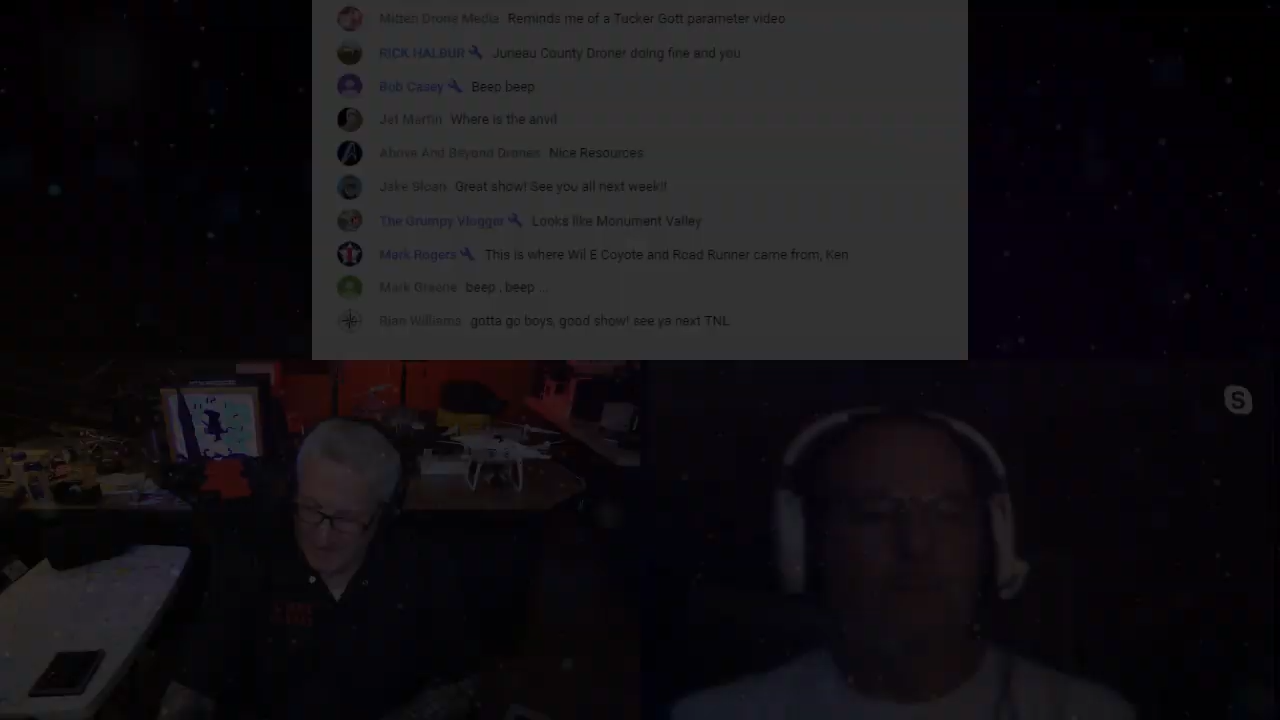 Mitten Drone Media Reminds me of a Tucker Gott parameter video
RICK HALBUR Juneau County Droner doing fine and you
Bob Casey Beep beep
Jet Martin Where is the anvil
Above And Beyond Drones Nice Resources
Jake Sloan Great show! See you all next week!!
The Grumpy Vlogger Looks like Monument Valley
Mark Rogers This is where Wil E Coyote and Road Runner came from, Ken
Mark Greene beep , beep ...
Rian Williams gotta go boys, good show! see ya next TNL
S